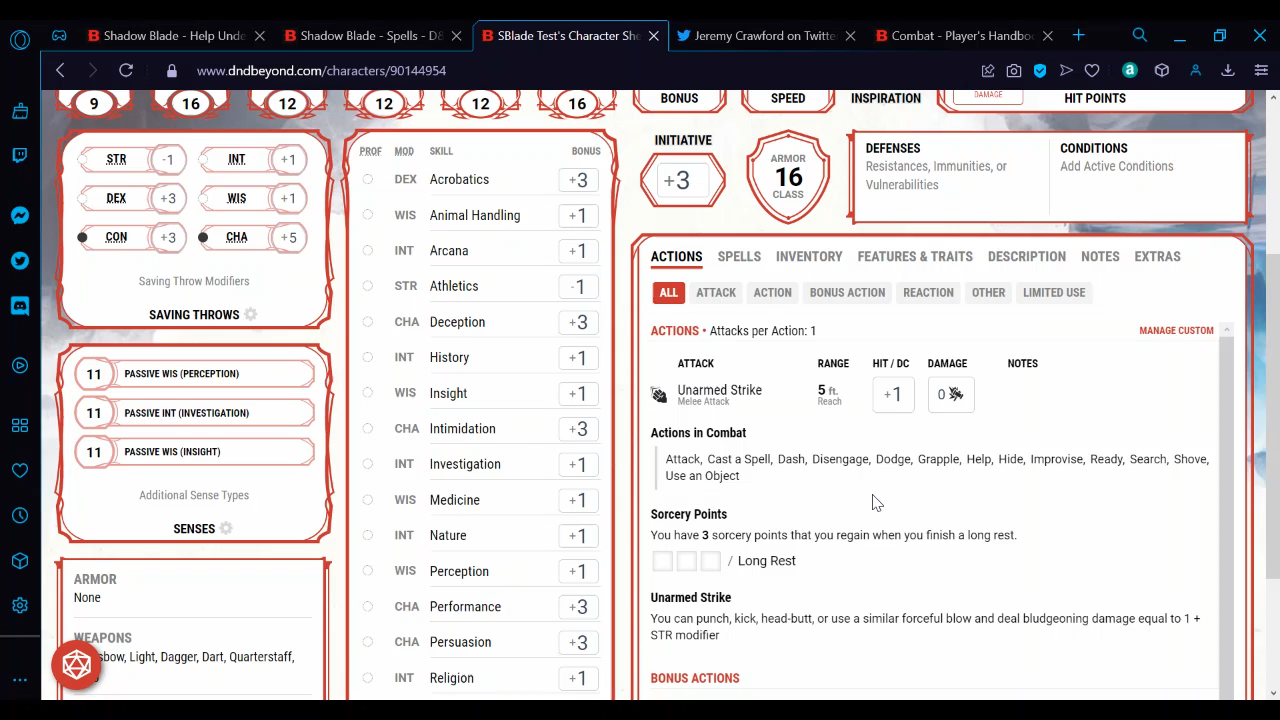 Shadow Blade - Help Unde
Shadow Blade - Spells - D&
SBlade Test's Character She
Jeremy Crawford on Twitte
Combat - Player's Handboo
www.dndbeyond.com/characters/90144954
9
16
12
12
12
16
BONUS
SPEED
INSPIRATION
DAMAGE
HIT POINTS
STR -1
INT +1
DEX +3
WIS +1
CON +3
CHA +5
Saving Throw Modifiers
SAVING THROWS
11 PASSIVE WIS (PERCEPTION)
11 PASSIVE INT (INVESTIGATION)
11 PASSIVE WIS (INSIGHT)
Additional Sense Types
SENSES
ARMOR
None
WEAPONS
sbow, Light, Dagger, Dart, Quarterstaff,
PROF MOD SKILL BONUS
DEX Acrobatics +3
WIS Animal Handling +1
INT Arcana +1
STR Athletics -1
CHA Deception +3
INT History +1
WIS Insight +1
CHA Intimidation +3
INT Investigation +1
WIS Medicine +1
INT Nature +1
WIS Perception +1
CHA Performance +3
CHA Persuasion +3
INT Religion +1
INITIATIVE
+3
ARMOR
16
CLASS
DEFENSES
Resistances, Immunities, or
Vulnerabilities
CONDITIONS
Add Active Conditions
ACTIONS SPELLS INVENTORY FEATURES & TRAITS DESCRIPTION NOTES EXTRAS
ALL ATTACK ACTION BONUS ACTION REACTION OTHER LIMITED USE
ACTIONS • Attacks per Action: 1
MANAGE CUSTOM
ATTACK RANGE HIT / DC DAMAGE NOTES
Unarmed Strike 5 ft. +1 0
Melee Attack Reach
Actions in Combat
Attack, Cast a Spell, Dash, Disengage, Dodge, Grapple, Help, Hide, Improvise, Ready, Search, Shove,
Use an Object
Sorcery Points
You have 3 sorcery points that you regain when you finish a long rest.
/ Long Rest
Unarmed Strike
You can punch, kick, head-butt, or use a similar forceful blow and deal bludgeoning damage equal to 1 +
STR modifier
BONUS ACTIONS